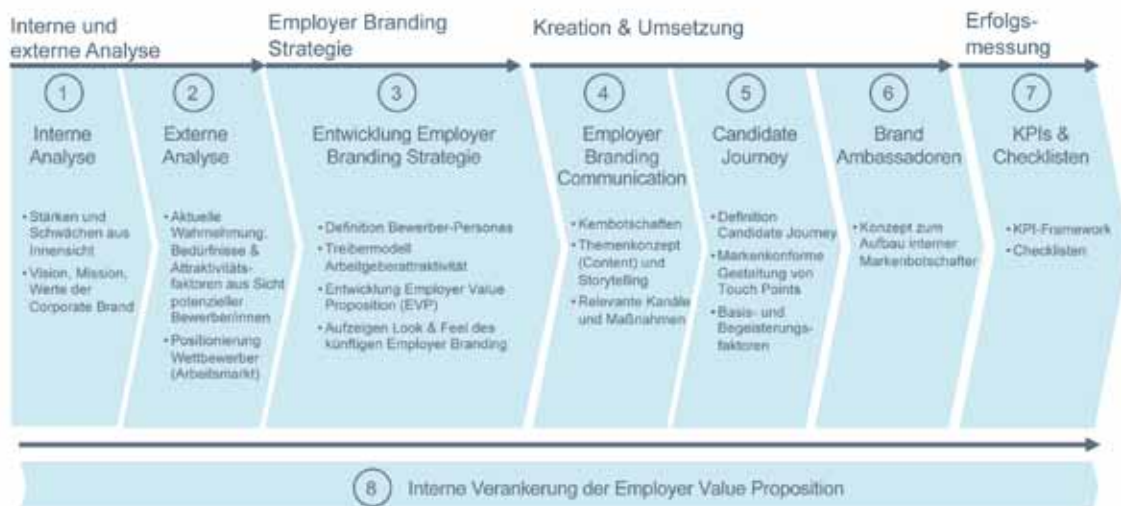 Interne und
externe Analyse
Employer Branding
Strategie
Kreation & Umsetzung
Erfolgs-
messung
1
Interne
Analyse
• Stärken und
Schwächen aus
Innensicht
• Vision, Mission,
Werte der
Corporate Brand
2
Externe
Analyse
• Aktuelle
Wahrnehmung,
Bedürfnisse &
Attraktivitäts-
faktoren aus Sicht
potenzieller
Bewerber/innen
• Positionierung
Wettbewerber
(Arbeitsmarkt)
3
Entwicklung Employer
Branding Strategie
• Definition Bewerber-Personas
• Treibermodell
Arbeitgeberattraktivität
• Entwicklung Employer Value
Proposition (EVP)
• Aufzeigen Look & Feel des
künftigen Employer Branding
4
Employer
Branding
Communication
• Kernbotschaften
• Themenkonzept
(Content) und
Storytelling
• Relevante Kanäle
und Maßnahmen
5
Candidate
Journey
• Definition
Candidate Journey
• Markenkonforme
Gestaltung von
Touch Points
• Basis- und
Begeisterungs-
faktoren
6
Brand
Ambassadoren
• Konzept zum
Aufbau interner
Markenbotschafter
7
KPIs &
Checklisten
• KPI-Framework
• Checklisten
8 Interne Verankerung der Employer Value Proposition